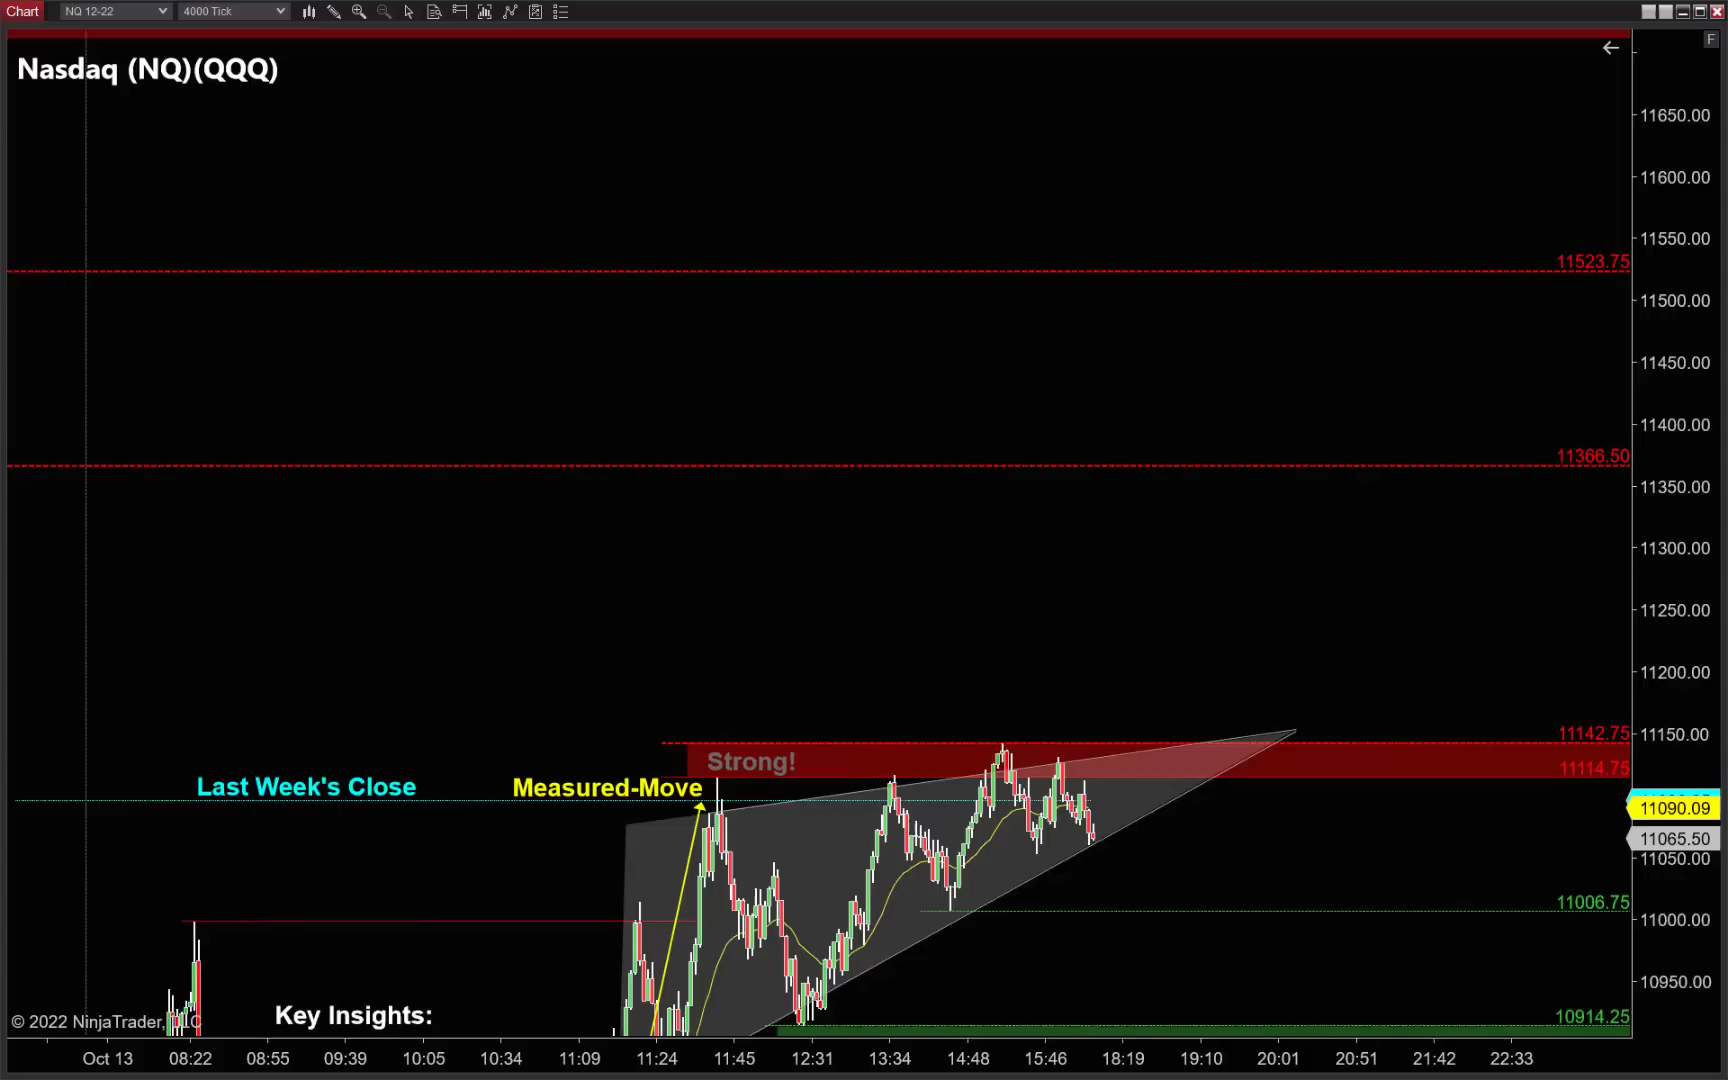 Chart NQ 12-22 4000 Tick
F
Nasdaq (NQ)(QQQ)
11650.00
11600.00
11550.00
11523.75
11500.00
11450.00
11400.00
11366.50
11350.00
11300.00
11250.00
11200.00
11142.75
11150.00
Strong!
11114.75
Last Week's Close
Measured-Move
11090.09
11065.50
11050.00
11006.75
11000.00
10950.00
Key Insights:
10914.25
© 2022 NinjaTrader, LLC
Oct 13 08:22 08:55 09:39 10:05 10:34 11:09 11:24 11:45 12:31 13:34 14:48 15:46 18:19 19:10 20:01 20:51 21:42 22:33